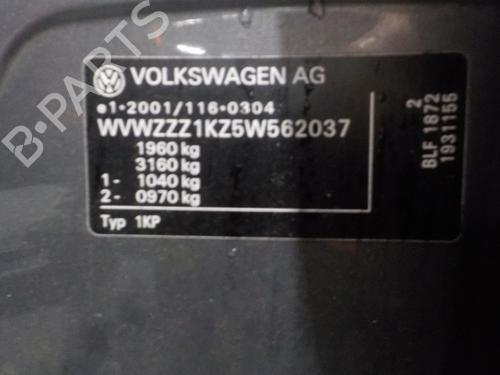 B-PARTS
VOLKSWAGEN AG
e1*2001/116*0304
WVWZZZ1KZ5W562037
1960 kg
3160 kg
1- 1040 kg
2- 0970 kg
Typ 1KP
2
BLF 1872
1931155